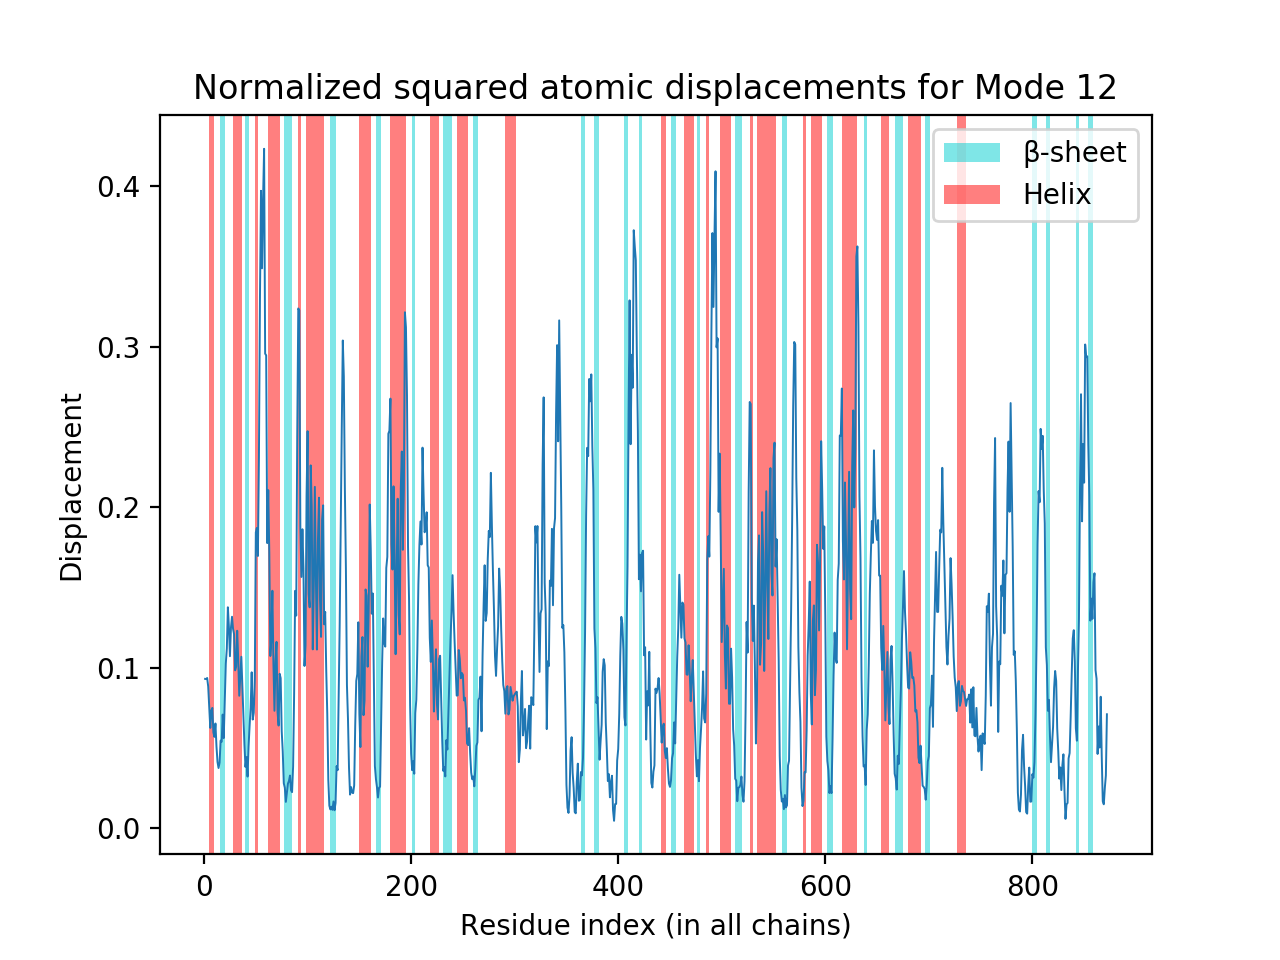 Normalized squared atomic displacements for Mode 12
β-sheet
Helix
0.4
0.3
0.2
0.1
0.0
Displacement
0 200 400 600 800
Residue index (in all chains)